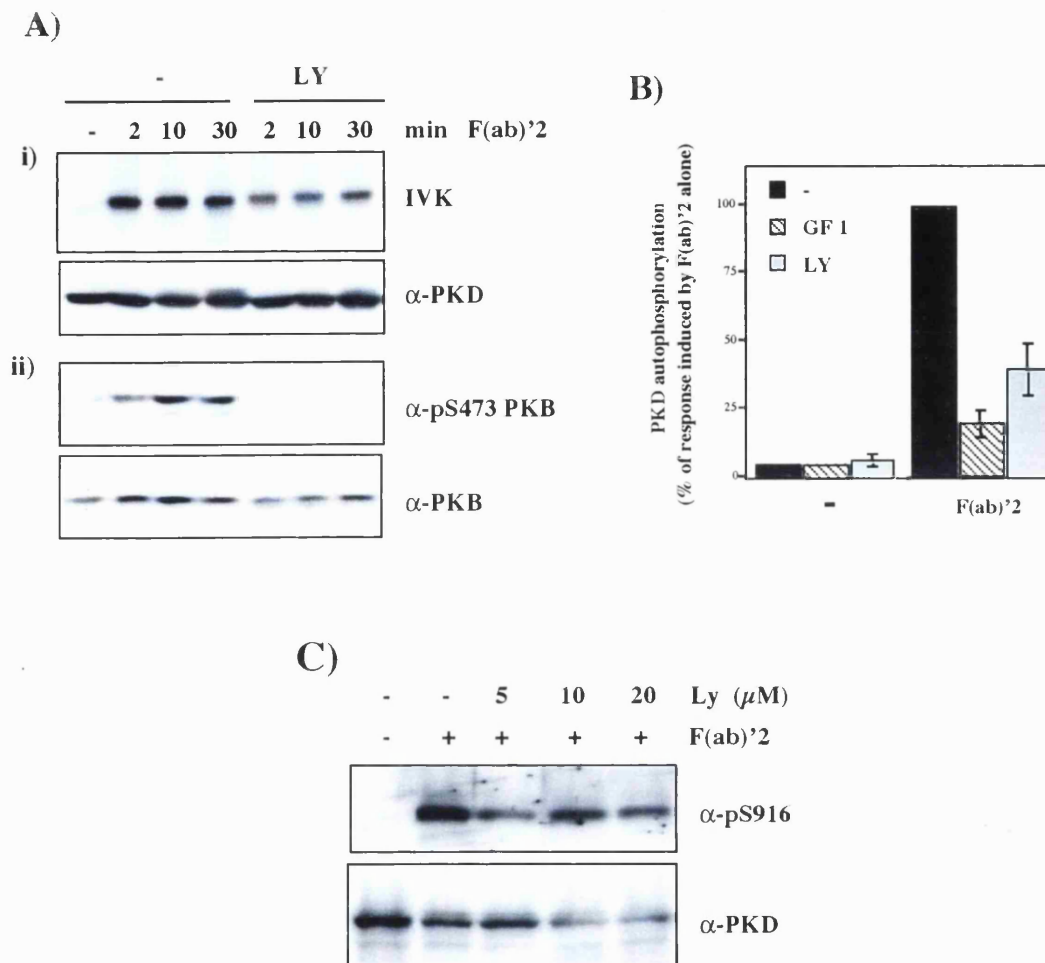 A)
- LY
- 2 10 30 2 10 30 min F(ab)'2
i)
IVK
α-PKD
ii)
α-pS473 PKB
α-PKB
B)
PKD autophosphorylation
(% of response induced by F(ab)'2 alone)
100
75
50
25
0
-
GF 1
LY
- F(ab)'2
C)
- - 5 10 20 Ly (μM)
- + + + + F(ab)'2
α-pS916
α-PKD